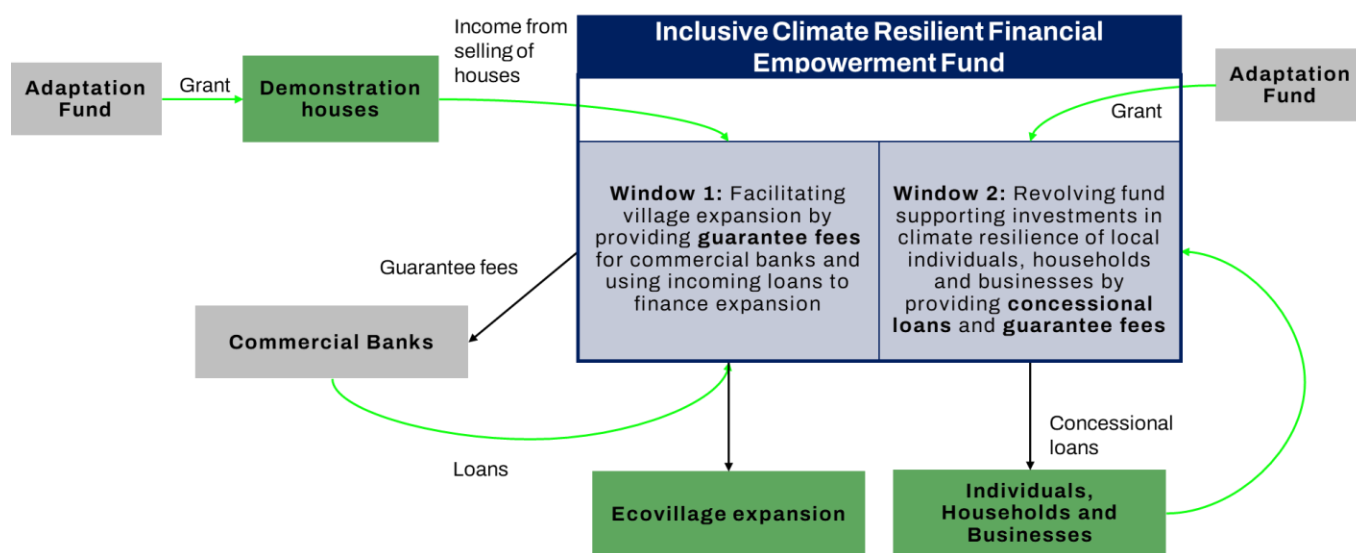 Income from
selling of
houses
Inclusive Climate Resilient Financial
Empowerment Fund
Adaptation
Fund
Grant
Demonstration
houses
Grant
Adaptation
Fund
Window 1: Facilitating
village expansion by
providing guarantee fees
for commercial banks and
using incoming loans to
finance expansion
Window 2: Revolving fund
supporting investments in
climate resilience of local
individuals, households
and businesses by
providing concessional
loans and guarantee fees
Guarantee fees
Commercial Banks
Loans
Concessional
loans
Ecovillage expansion
Individuals,
Households and
Businesses